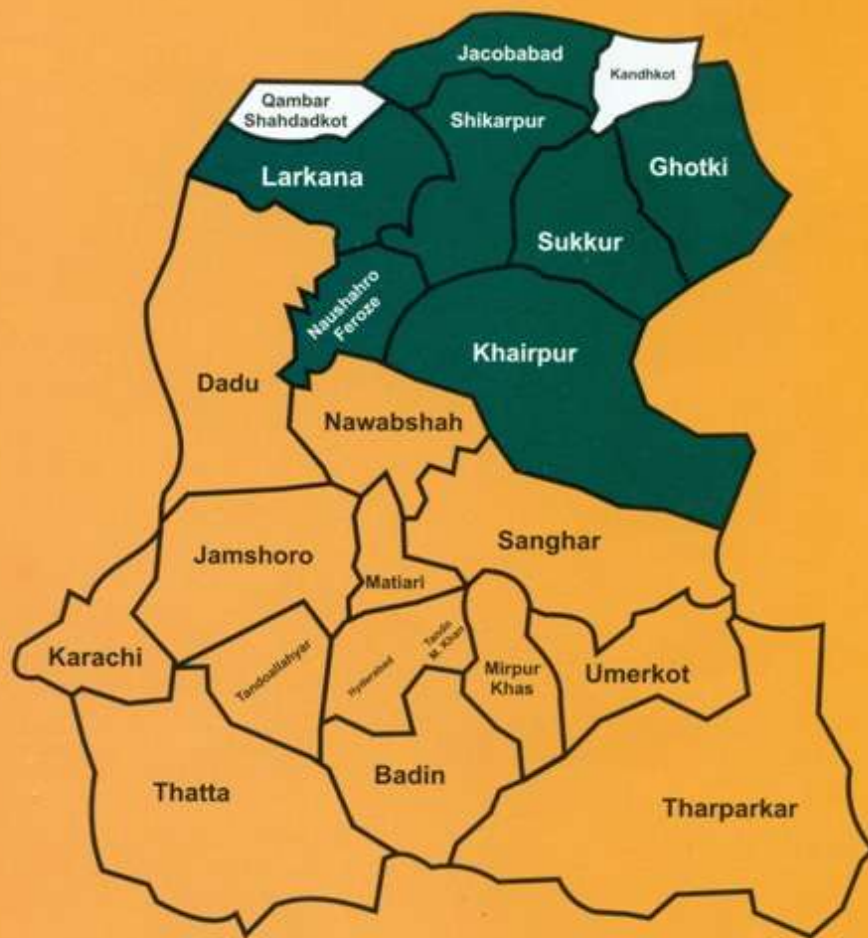 Jacobabad
Kandhkot
Qambar
Shahdadkot
Shikarpur
Larkana
Ghotki
Sukkur
Naushahro
Feroze
Khairpur
Dadu
Nawabshah
Sanghar
Jamshoro
Matiari
Karachi
Tandoallahyar
Hyderabad
Tando
M. Khan
Mirpur
Khas
Umerkot
Thatta
Badin
Tharparkar